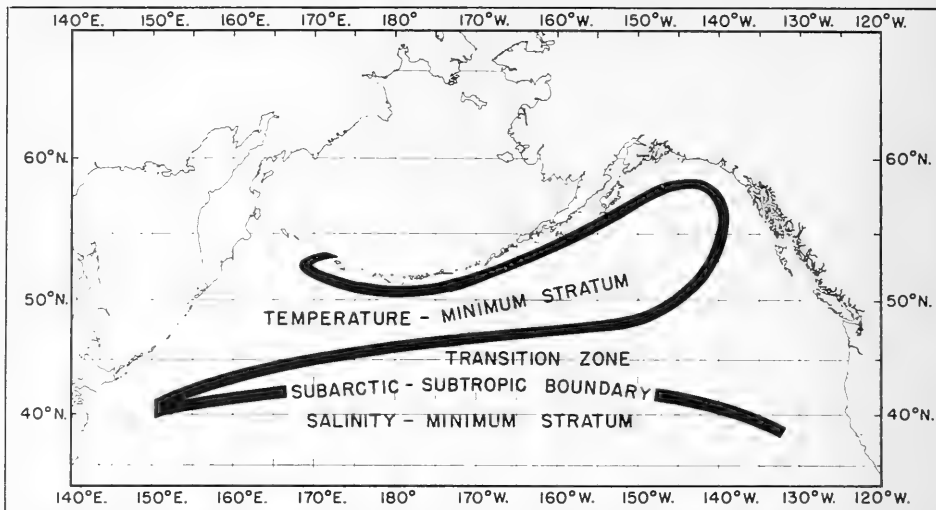 140°E. 150°E. 160°E. 170°E. 180° 170°W. 160°W. 150°W. 140°W. 130°W. 120°W.
60°N. 60°N.
50°N. 50°N.
TEMPERATURE - MINIMUM STRATUM
TRANSITION ZONE
SUBARCTIC - SUBTROPIC BOUNDARY
40°N. SALINITY - MINIMUM STRATUM 40°N.
140°E. 150°E. 160°E. 170°E. 180° 170°W. 160°W. 150°W. 140°W. 130°W. 120°W.